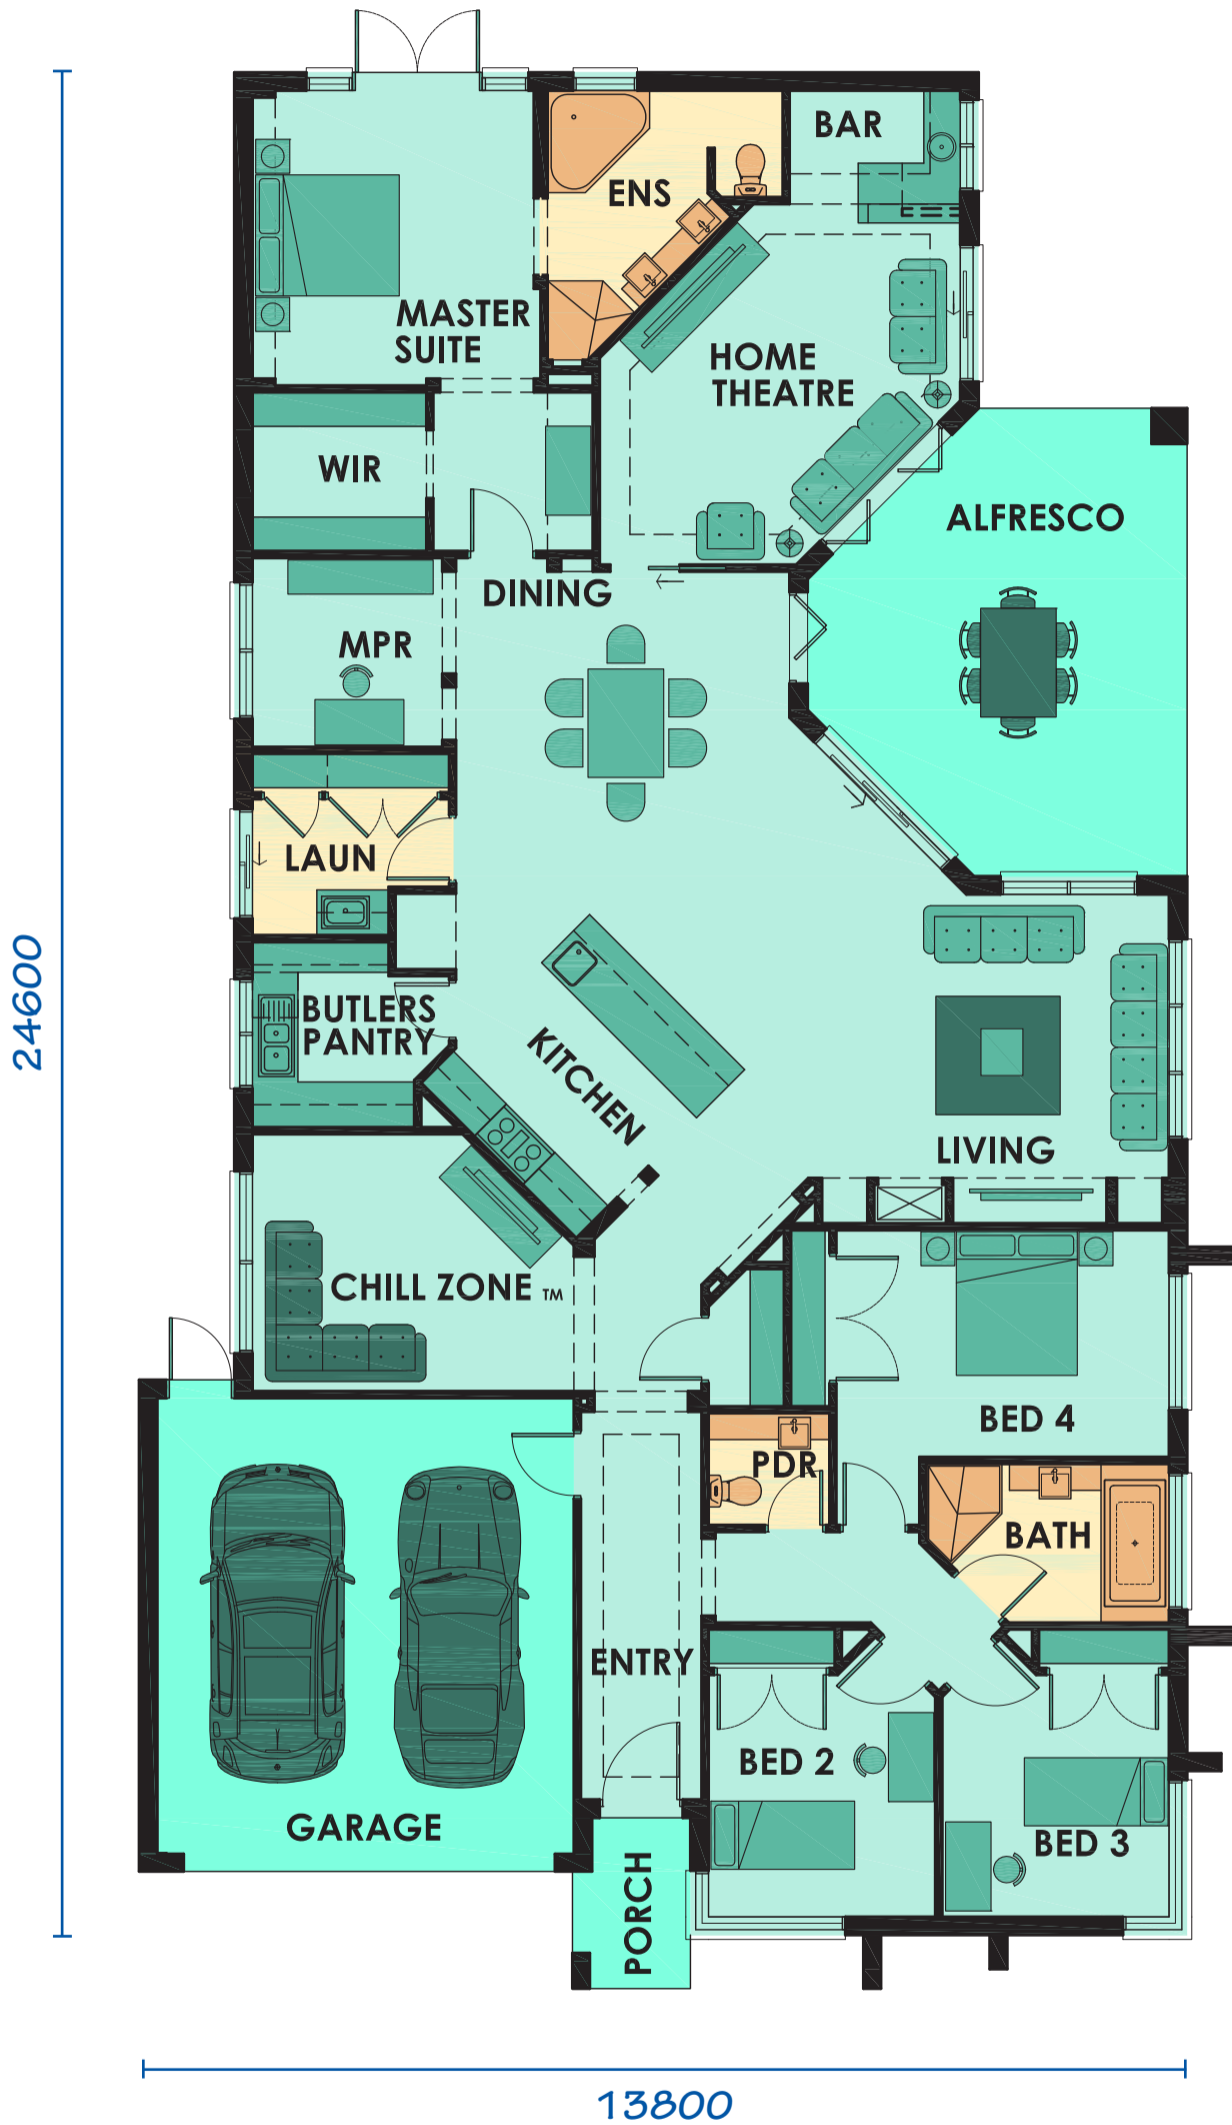 BAR
ENS
MASTER
SUITE
HOME
THEATRE
WIR
ALFRESCO
DINING
MPR
LAUN
24600
BUTLERS
PANTRY
KITCHEN
LIVING
CHILL ZONE TM
BED 4
PDR
BATH
ENTRY
BED 2
GARAGE
BED 3
PORCH
13800